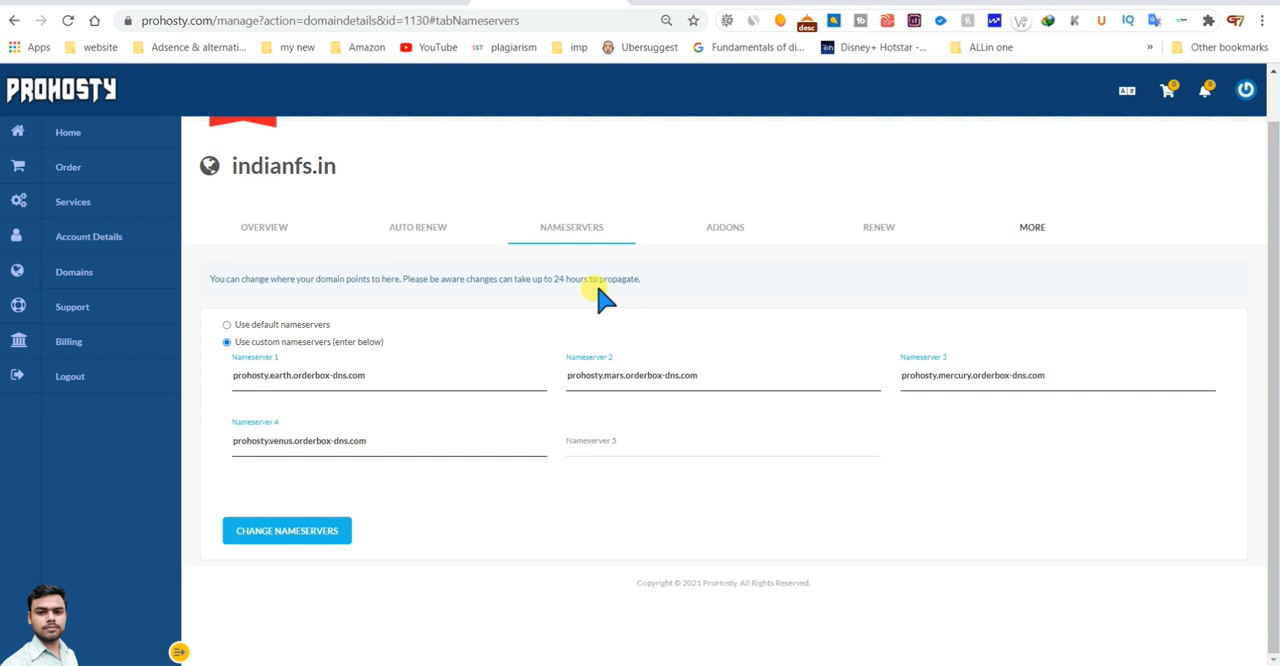 prohosty.com/manage?action=domaindetails&id=1130#tabNameservers
desc
Apps website Adsence & alternati... my new Amazon YouTube SST plagiarism imp Ubersuggest Fundamentals of di... Disney+ Hotstar -... ALLin one » Other bookmarks
PROHOSTY
0 0
Home
Order
Services
Account Details
Domains
Support
Billing
Logout
indianfs.in
OVERVIEW AUTO RENEW NAMESERVERS ADDONS RENEW MORE
You can change where your domain points to here. Please be aware changes can take up to 24 hours to propagate.
Use default nameservers
Use custom nameservers (enter below)
Nameserver 1 Nameserver 2 Nameserver 3
prohosty.earth.orderbox-dns.com prohosty.mars.orderbox-dns.com prohosty.mercury.orderbox-dns.com
Nameserver 4
prohosty.venus.orderbox-dns.com Nameserver 5
CHANGE NAMESERVERS
Copyright © 2021 ProHosty. All Rights Reserved.